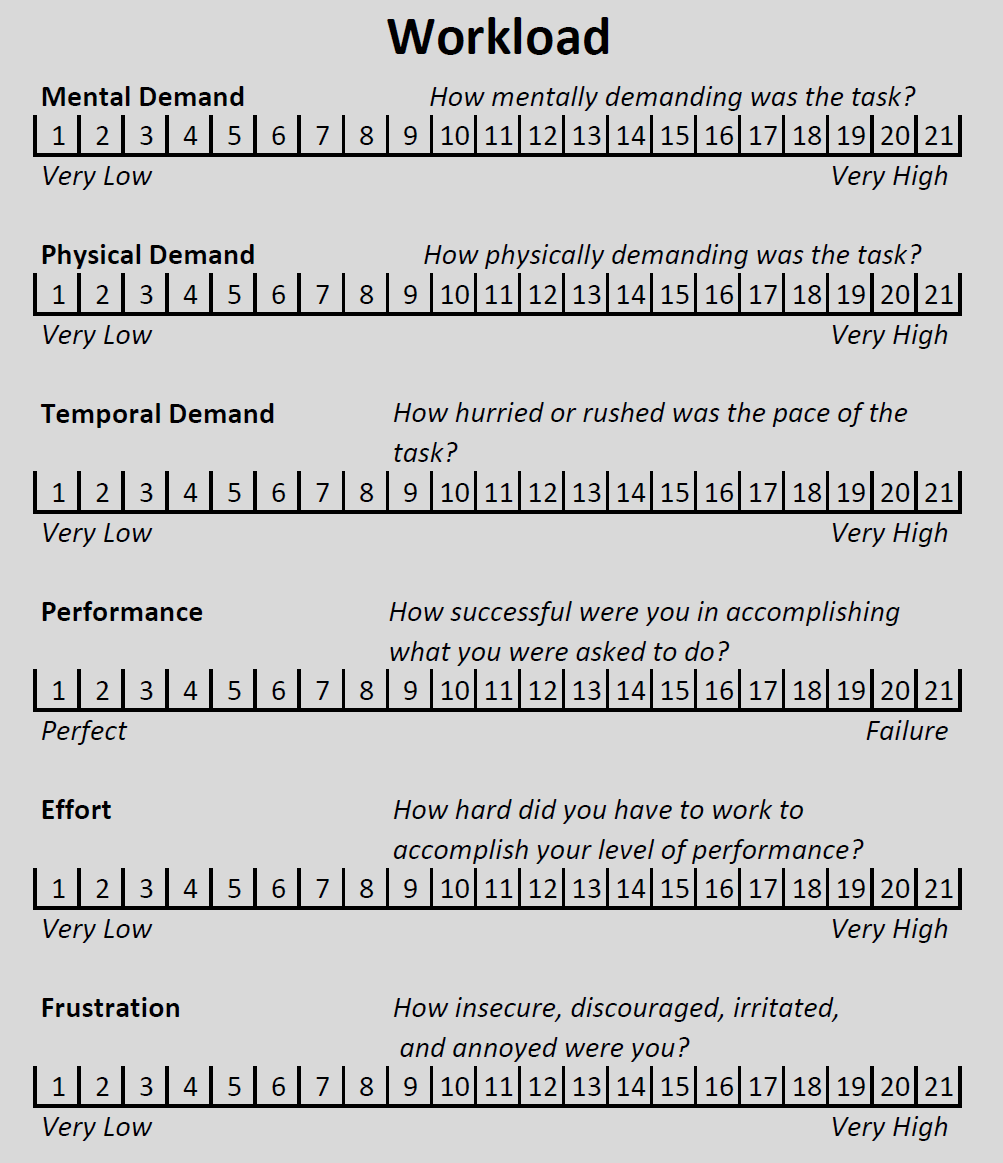 Workload
Mental Demand How mentally demanding was the task?
1 2 3 4 5 6 7 8 9 10 11 12 13 14 15 16 17 18 19 20 21
Very Low Very High
Physical Demand How physically demanding was the task?
1 2 3 4 5 6 7 8 9 10 11 12 13 14 15 16 17 18 19 20 21
Very Low Very High
Temporal Demand How hurried or rushed was the pace of the
task?
1 2 3 4 5 6 7 8 9 10 11 12 13 14 15 16 17 18 19 20 21
Very Low Very High
Performance How successful were you in accomplishing
what you were asked to do?
1 2 3 4 5 6 7 8 9 10 11 12 13 14 15 16 17 18 19 20 21
Perfect Failure
Effort How hard did you have to work to
accomplish your level of performance?
1 2 3 4 5 6 7 8 9 10 11 12 13 14 15 16 17 18 19 20 21
Very Low Very High
Frustration How insecure, discouraged, irritated,
and annoyed were you?
1 2 3 4 5 6 7 8 9 10 11 12 13 14 15 16 17 18 19 20 21
Very Low Very High